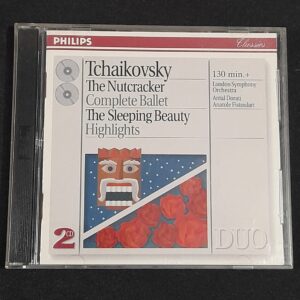 PHILIPS
Classics
Tchaikovsky
The Nutcracker
Complete Ballet
The Sleeping Beauty
Highlights
130 min.+
London Symphony
Orchestra
Antal Dorati
Anatole Fistoulari
2CD
DUO